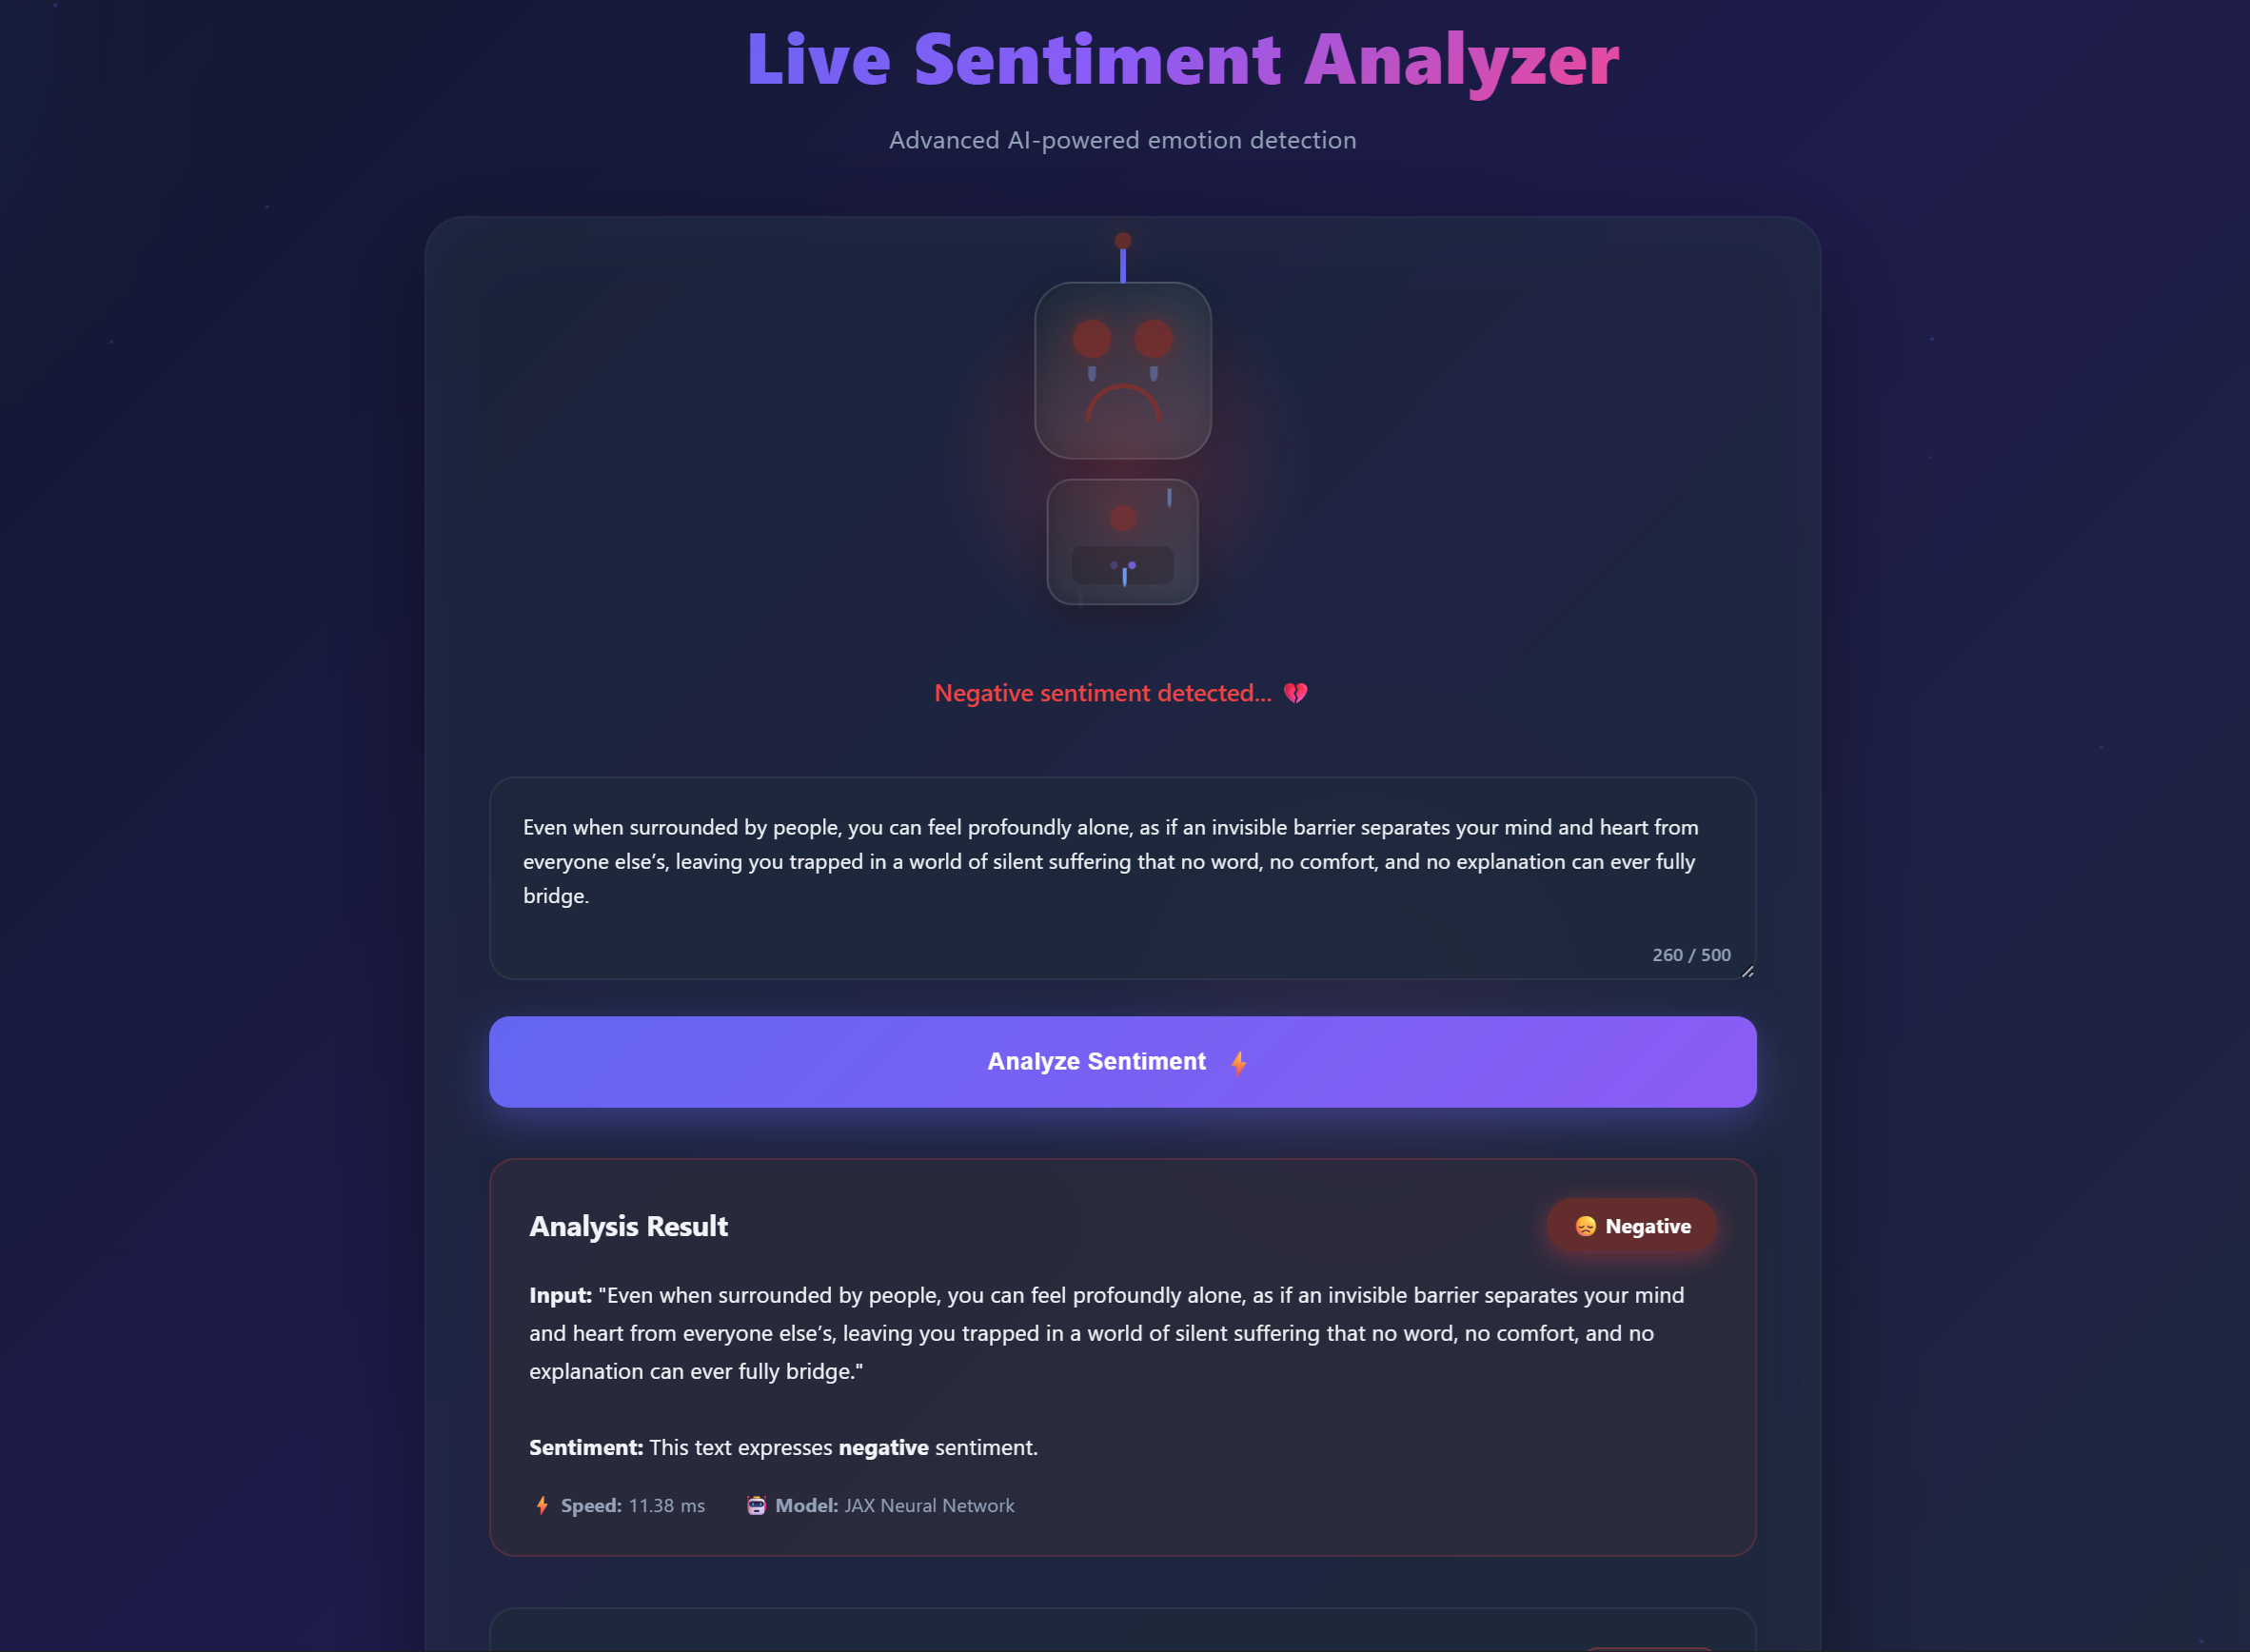 Live Sentiment Analyzer
Advanced AI-powered emotion detection
Negative sentiment detected... 💔
Even when surrounded by people, you can feel profoundly alone, as if an invisible barrier separates your mind and heart from
everyone else’s, leaving you trapped in a world of silent suffering that no word, no comfort, and no explanation can ever fully
bridge.
260 / 500
Analyze Sentiment ⚡
Analysis Result
😞 Negative
Input: "Even when surrounded by people, you can feel profoundly alone, as if an invisible barrier separates your mind
and heart from everyone else’s, leaving you trapped in a world of silent suffering that no word, no comfort, and no
explanation can ever fully bridge."
Sentiment: This text expresses negative sentiment.
⚡ Speed: 11.38 ms 🤖 Model: JAX Neural Network